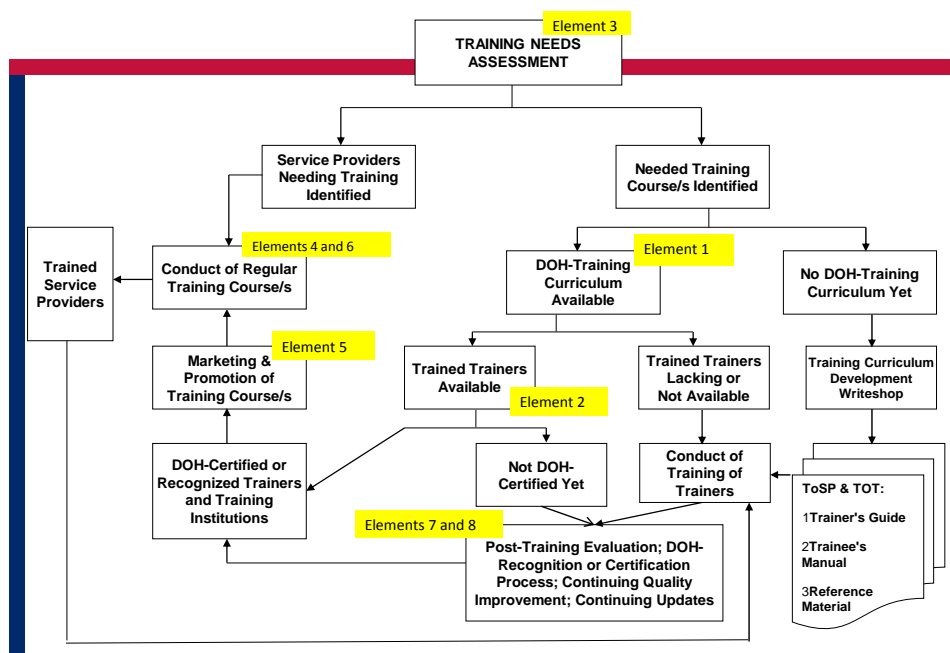 Element 3
TRAINING NEEDS
ASSESSMENT
Service Providers
Needing Training
Identified
Needed Training
Course/s Identified
Elements 4 and 6
Element 1
Trained
Service
Providers
Conduct of Regular
Training Course/s
DOH-Training
Curriculum
Available
No DOH-Training
Curriculum Yet
Element 5
Marketing &
Promotion of
Training Course/s
Trained Trainers
Available
Element 2
Trained Trainers
Lacking or
Not Available
Training Curriculum
Development
Writeshop
DOH-Certified or
Recognized Trainers
and Training
Institutions
Not DOH-
Certified Yet
Conduct of
Training of
Trainers
ToSP & TOT:
1Trainer's Guide
2Trainee's
Manual
3Reference
Material
Elements 7 and 8
Post-Training Evaluation; DOH-
Recognition or Certification
Process; Continuing Quality
Improvement; Continuing Updates